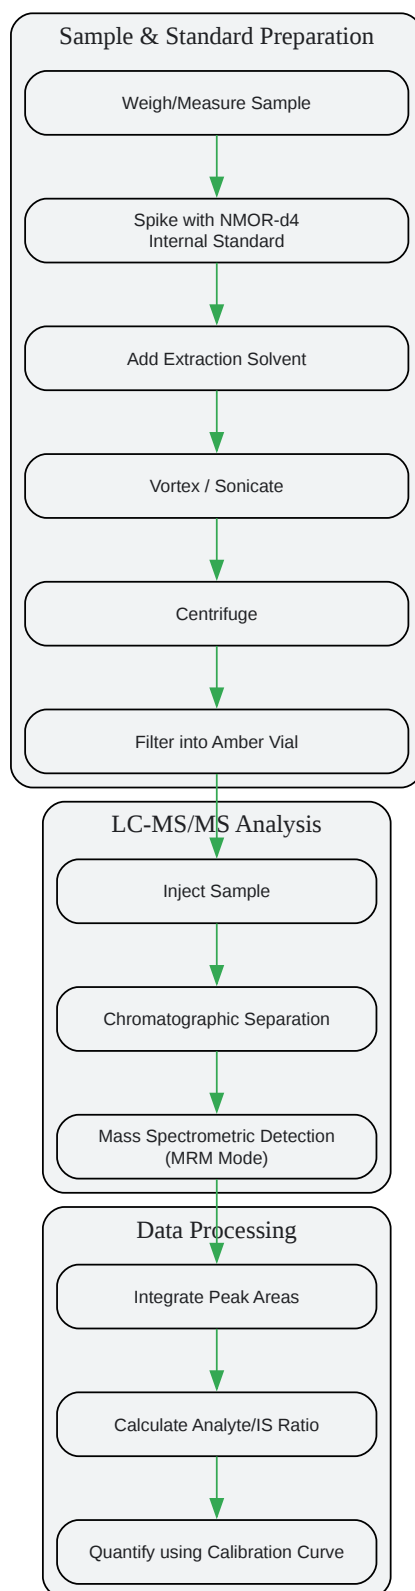 Sample & Standard Preparation
Weigh/Measure Sample
Spike with NMOR-d4
Internal Standard
Add Extraction Solvent
Vortex / Sonicate
Centrifuge
Filter into Amber Vial
LC-MS/MS Analysis
Inject Sample
Chromatographic Separation
Mass Spectrometric Detection
(MRM Mode)
Data Processing
Integrate Peak Areas
Calculate Analyte/IS Ratio
Quantify using Calibration Curve